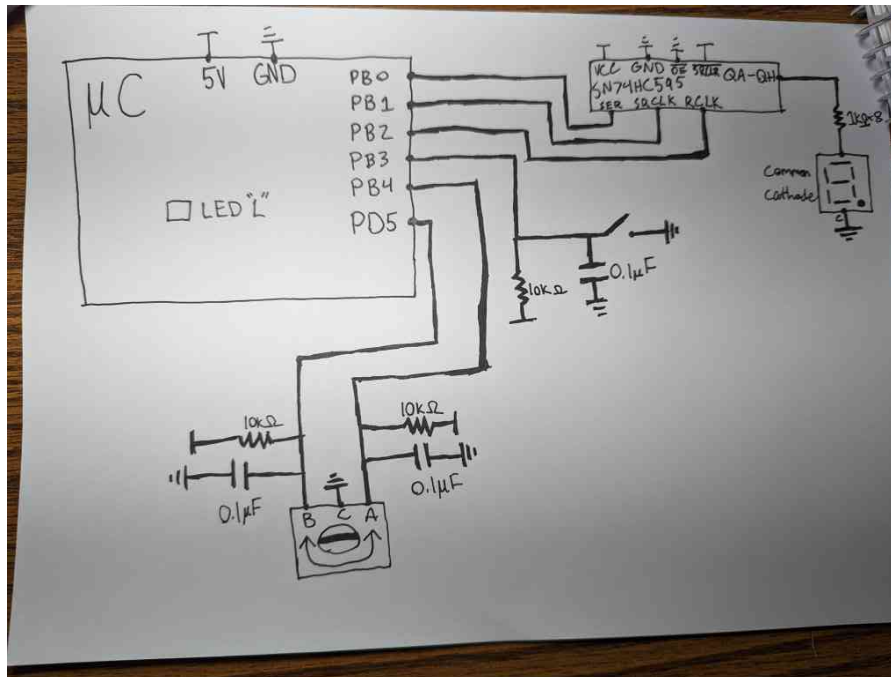 μC
5V GND
LED "L"
PB0
PB1
PB2
PB3
PB4
PD5
VCC GND OE SRCLR QA-QH
SN74HC595
SER SRCLK RCLK
1kΩ×8
Common
Cathode
C
10kΩ
0.1μF
10kΩ
0.1μF
10kΩ
0.1μF
B C A